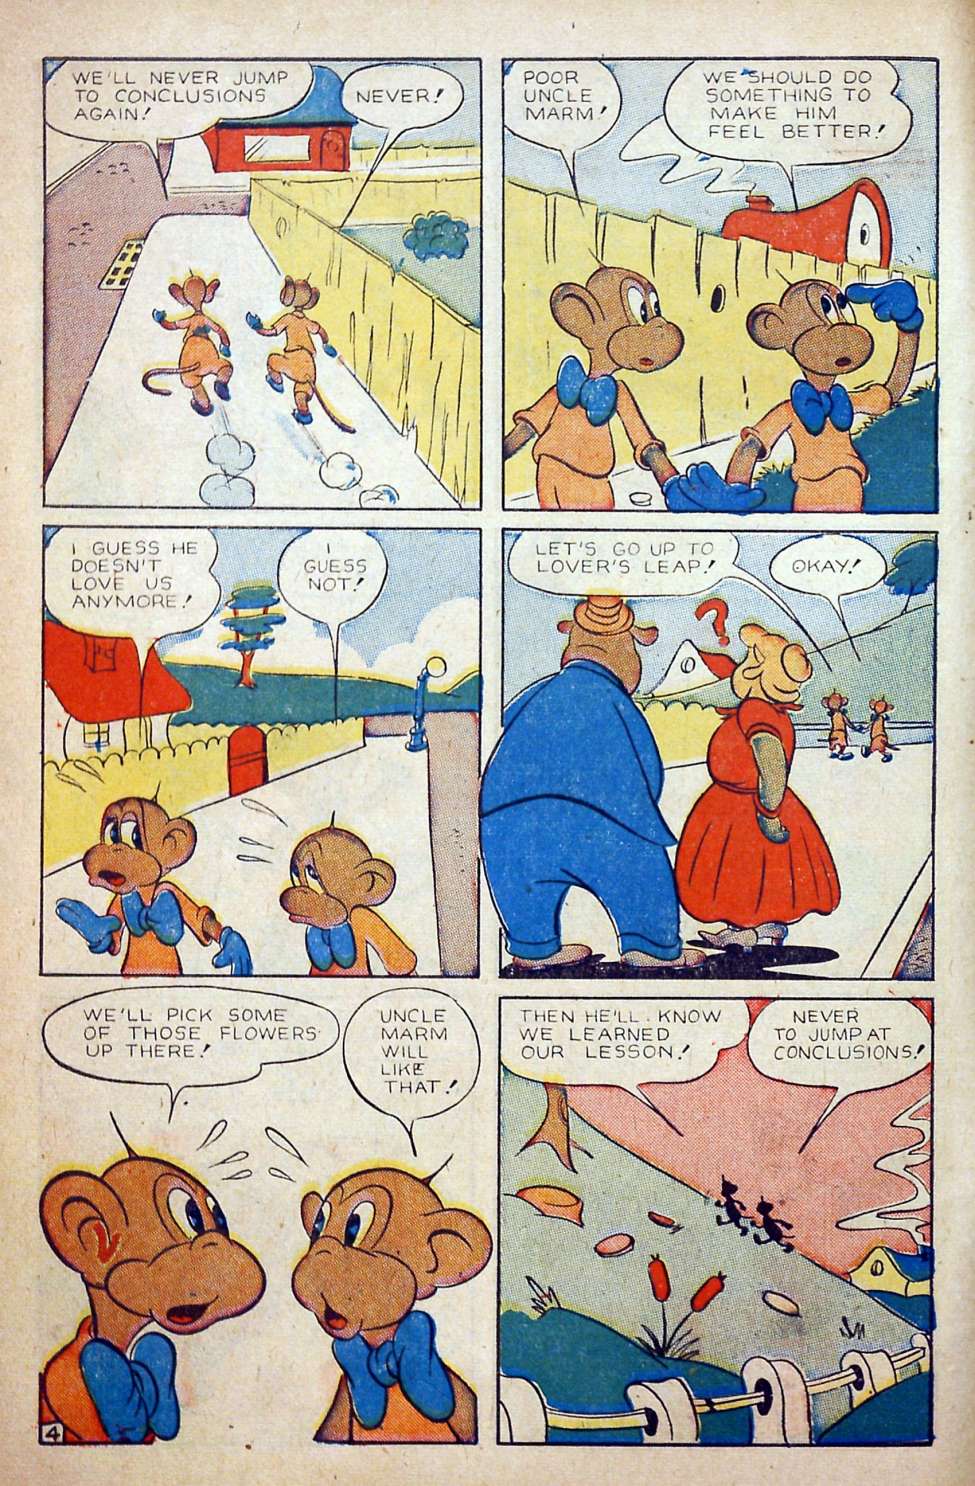 WE'LL NEVER JUMP
TO CONCLUSIONS
AGAIN!
NEVER!
POOR
UNCLE
MARM!
WE SHOULD DO
SOMETHING TO
MAKE HIM
FEEL BETTER!
I GUESS HE
DOESN'T
LOVE US
ANYMORE!
I
GUESS
NOT!
LET'S GO UP TO
LOVER'S LEAP!
OKAY!
?
WE'LL PICK SOME
OF THOSE FLOWERS
UP THERE!
UNCLE
MARM
WILL
LIKE
THAT!
THEN HE'LL KNOW
WE LEARNED
OUR LESSON!
NEVER
TO JUMP AT
CONCLUSIONS!
4